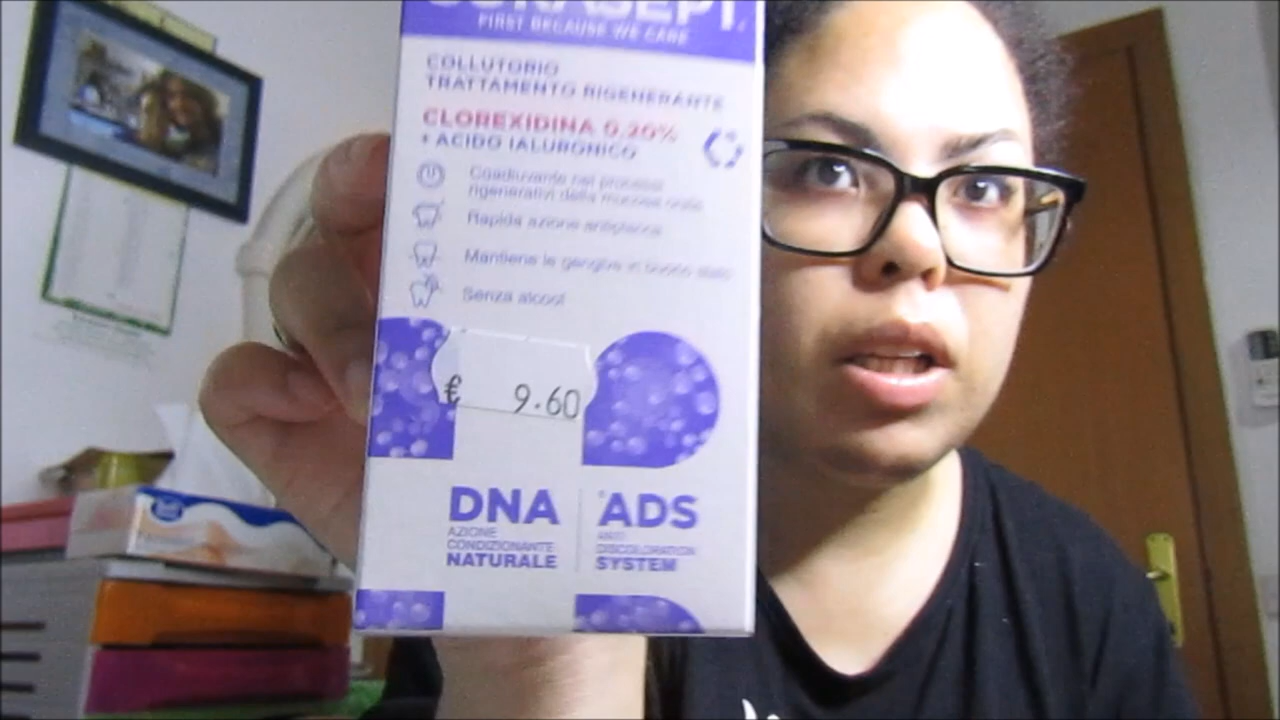 CURASEPT
FIRST BECAUSE WE CARE
COLLUTORIO
TRATTAMENTO RIGENERANTE
CLOREXIDINA 0,20%
+ ACIDO IALURONICO
Coadiuvante nei processi
rigenerativi della mucosa orale
Rapida azione antiplacca
Mantiene le gengive in buono stato
Senza alcool
€ 9.60
DNA
AZIONE
CONDIZIONANTE
NATURALE
ADS
ANTI
DISCOLORATION
SYSTEM